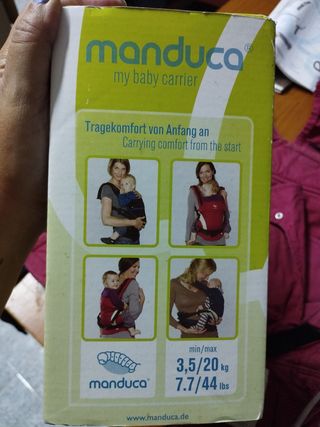 manduca®
my baby carrier
Tragekomfort von Anfang an
Carrying comfort from the start
min/max
3,5/20 kg
7.7/44 lbs
manduca®
www.manduca.de